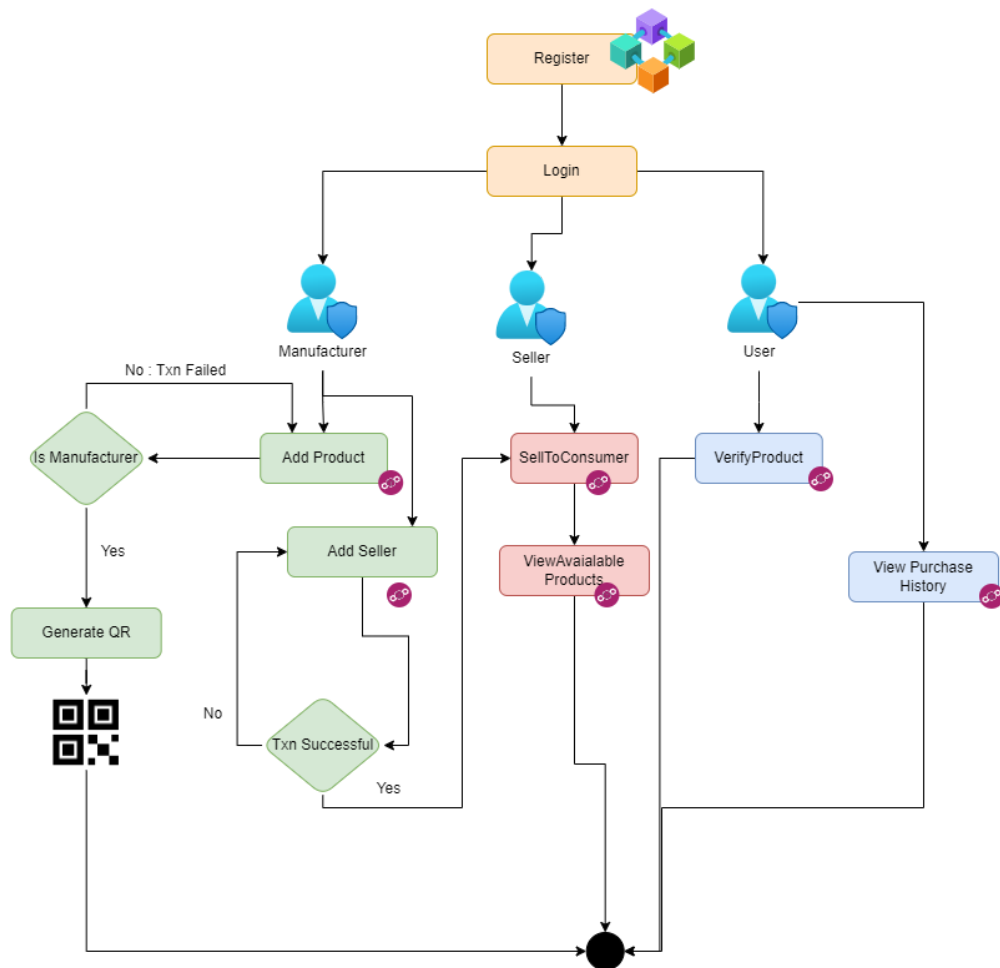 Register
Login
Manufacturer
Seller
User
No : Txn Failed
Is Manufacturer
Add Product
SellToConsumer
VerifyProduct
Yes
Add Seller
ViewAvaialable
Products
View Purchase
History
Generate QR
No
Txn Successful
Yes